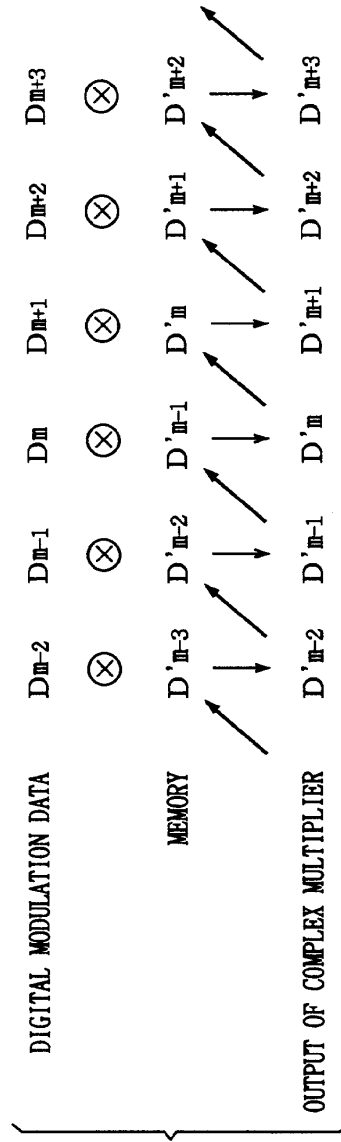 DIGITAL MODULATION DATA Dm-2 Dm-1 Dm Dm+1 Dm+2 Dm+3
MEMORY D'm-3 D'm-2 D'm-1 D'm D'm+1 D'm+2
OUTPUT OF COMPLEX MULTIPLIER D'm-2 D'm-1 D'm D'm+1 D'm+2 D'm+3